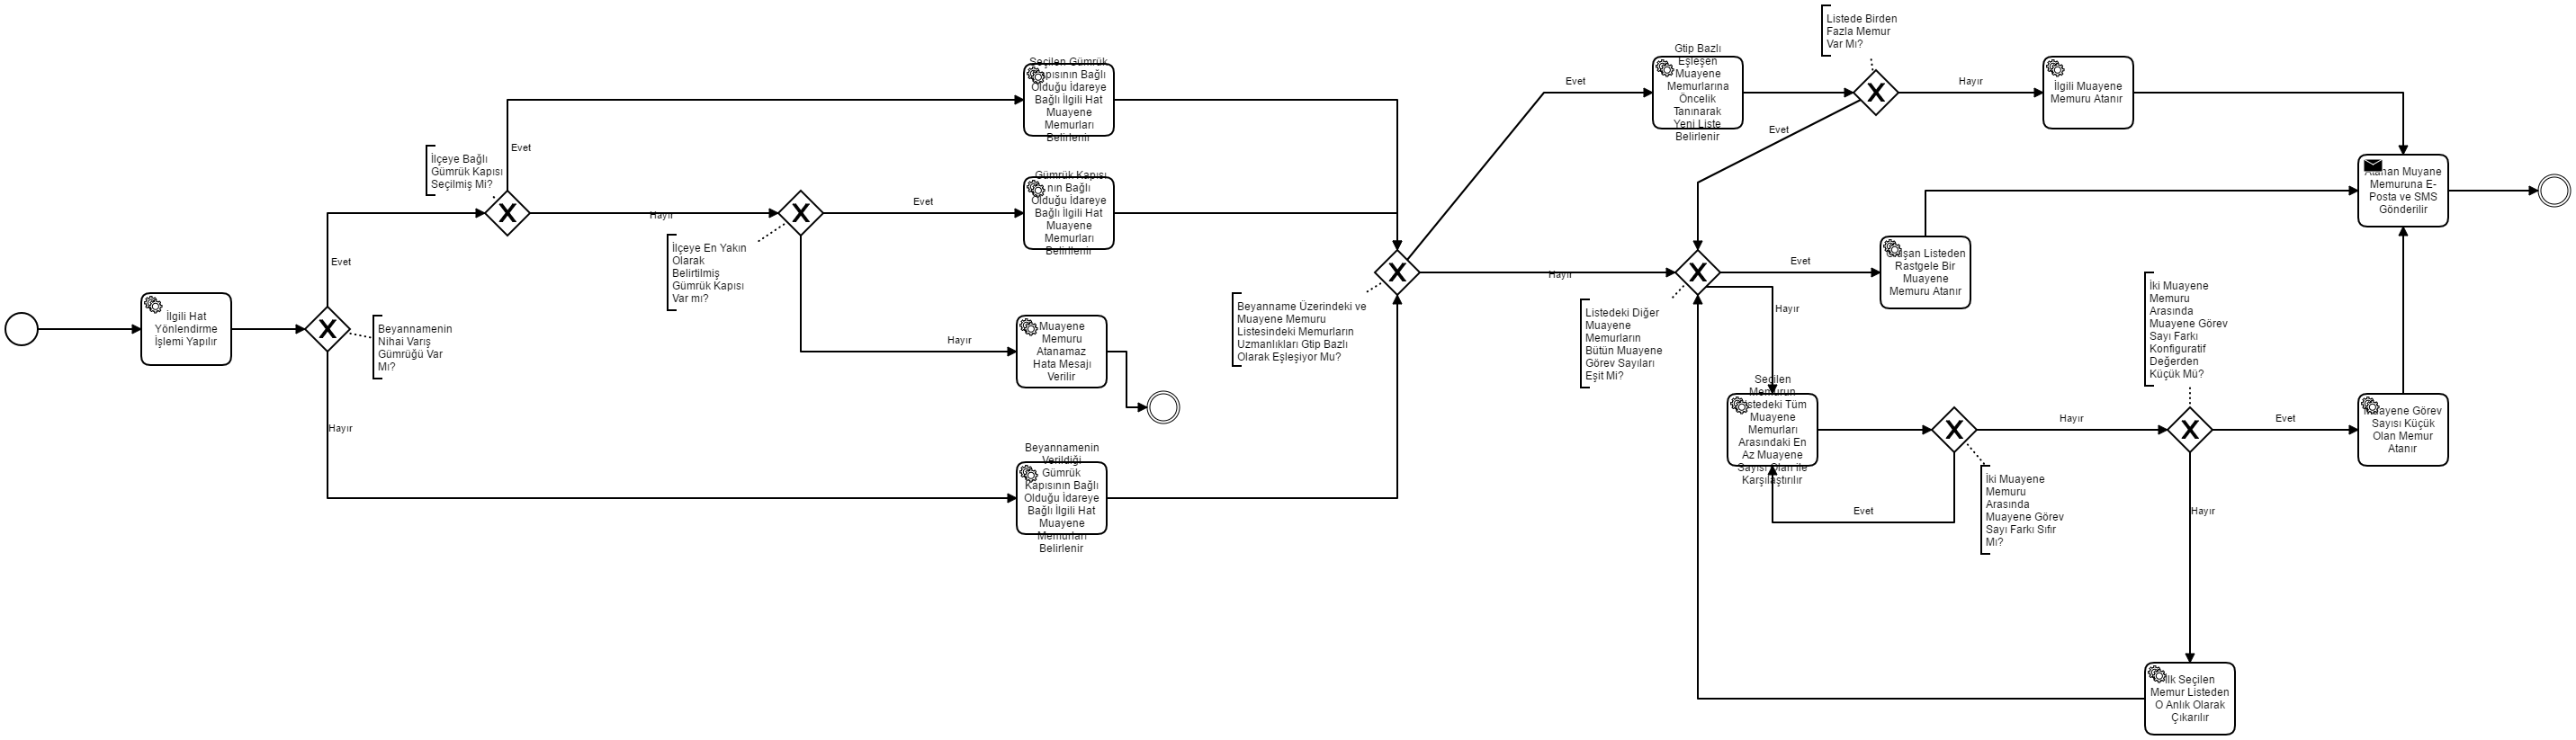 İlgili Hat
Yönlendirme
İşlemi Yapılır
Evet
Hayır
Beyannamenin
Nihai Varış
Gümrüğü Var
Mı?
İlçeye Bağlı
Gümrük Kapısı
Seçilmiş Mi?
Evet
Hayır
İlçeye En Yakın
Olarak
Belirtilmiş
Gümrük Kapısı
Var mı?
Evet
Hayır
Seçilen Gümrük
Kapısının Bağlı
Olduğu İdareye
Bağlı İlgili Hat
Muayene
Memurları
Belirlenir
Gümrük Kapısı
nın Bağlı
Olduğu İdareye
Bağlı İlgili Hat
Muayene
Memurları
Belirllenir
Muayene
Memuru
Atanamaz
Hata Mesajı
Verilir
Beyannamenin
Verildiği
Gümrük
Kapısının Bağlı
Olduğu İdareye
Bağlı İlgili Hat
Muayene
Memurları
Belirlenir
Beyanname Üzerindeki ve
Muayene Memuru
Listesindeki Memurların
Uzmanlıkları Gtip Bazlı
Olarak Eşleşiyor Mu?
Evet
Hayır
Gtip Bazlı
Eşleşen
Muayene
Memurlarına
Öncelik
Tanınarak
Yeni Liste
Belirlenir
Listede Birden
Fazla Memur
Var Mı?
Evet
Hayır
İlgili Muayene
Memuru Atanır
Listedeki Diğer
Muayene
Memurların
Bütün Muayene
Görev Sayıları
Eşit Mi?
Evet
Hayır
Listeden
Rastgele Bir
Muayene
Memuru Atanır
Seçilen
Memurun
Listedeki Tüm
Muayene
Memurları
Arasındaki En
Az Muayene
Sayısı Olan ile
Karşılaştırılır
Evet
Hayır
İki Muayene
Memuru
Arasında
Muayene Görev
Sayı Farkı Sıfır
Mı?
İki Muayene
Memuru
Arasında
Muayene Görev
Sayı Farkı
Konfiguratif
Değerden
Küçük Mü?
Evet
Hayır
Muayene Görev
Sayısı Küçük
Olan Memur
Atanır
İlk Seçilen
Memur Listeden
O Anlık Olarak
Çıkarılır
Atanan Muyane
Memuruna E-
Posta ve SMS
Gönderilir